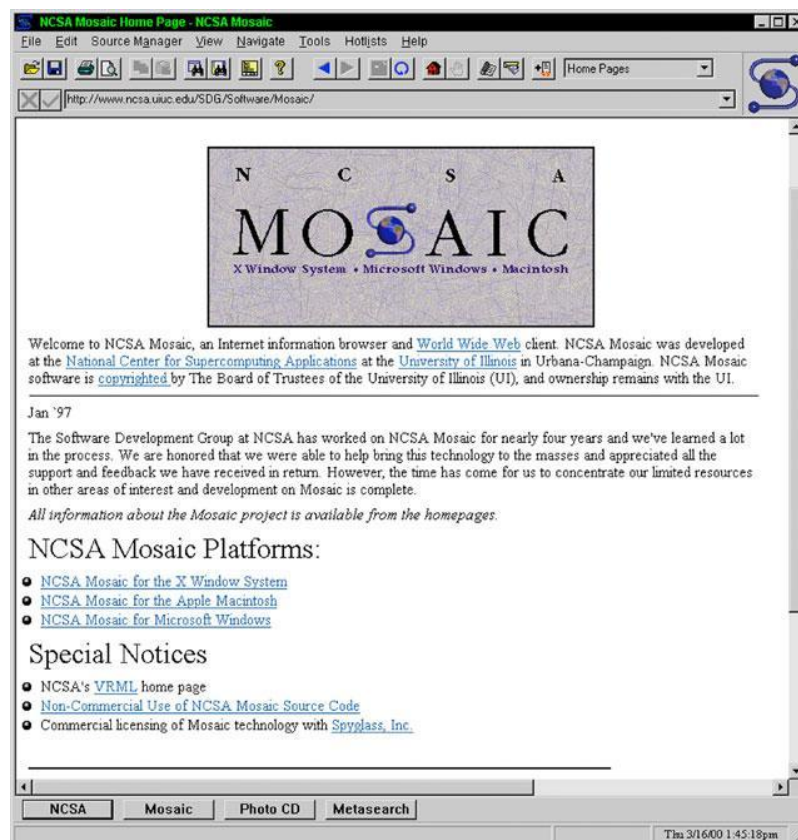 NCSA Mosaic Home Page - NCSA Mosaic
File Edit Source Manager View Navigate Tools Hotlists Help
Home Pages
http://www.ncsa.uiuc.edu/SDG/Software/Mosaic/
N C S A
MOSAIC
X Window System • Microsoft Windows • Macintosh
Welcome to NCSA Mosaic, an Internet information browser and World Wide Web client. NCSA Mosaic was developed
at the National Center for Supercomputing Applications at the University of Illinois in Urbana-Champaign. NCSA Mosaic
software is copyrighted by The Board of Trustees of the University of Illinois (UI), and ownership remains with the UI.
Jan `97
The Software Development Group at NCSA has worked on NCSA Mosaic for nearly four years and we've learned a lot
in the process. We are honored that we were able to help bring this technology to the masses and appreciated all the
support and feedback we have received in return. However, the time has come for us to concentrate our limited resources
in other areas of interest and development on Mosaic is complete.
All information about the Mosaic project is available from the homepages.
NCSA Mosaic Platforms:
NCSA Mosaic for the X Window System
NCSA Mosaic for the Apple Macintosh
NCSA Mosaic for Microsoft Windows
Special Notices
NCSA's VRML home page
Non-Commercial Use of NCSA Mosaic Source Code
Commercial licensing of Mosaic technology with Spyglass, Inc.
NCSA Mosaic Photo CD Metasearch
Thu 3/16/00 1:45:18pm